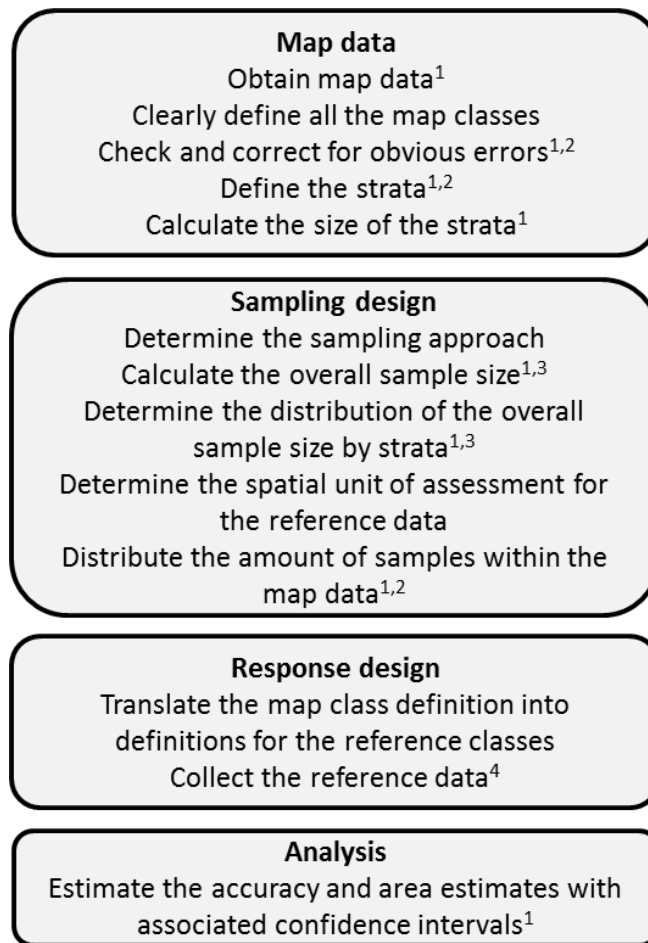 Map data
Obtain map data¹
Clearly define all the map classes
Check and correct for obvious errors¹,²
Define the strata¹,²
Calculate the size of the strata¹
Sampling design
Determine the sampling approach
Calculate the overall sample size¹,³
Determine the distribution of the overall
sample size by strata¹,³
Determine the spatial unit of assessment for
the reference data
Distribute the amount of samples within the
map data¹,²
Response design
Translate the map class definition into
definitions for the reference classes
Collect the reference data⁴
Analysis
Estimate the accuracy and area estimates with
associated confidence intervals¹